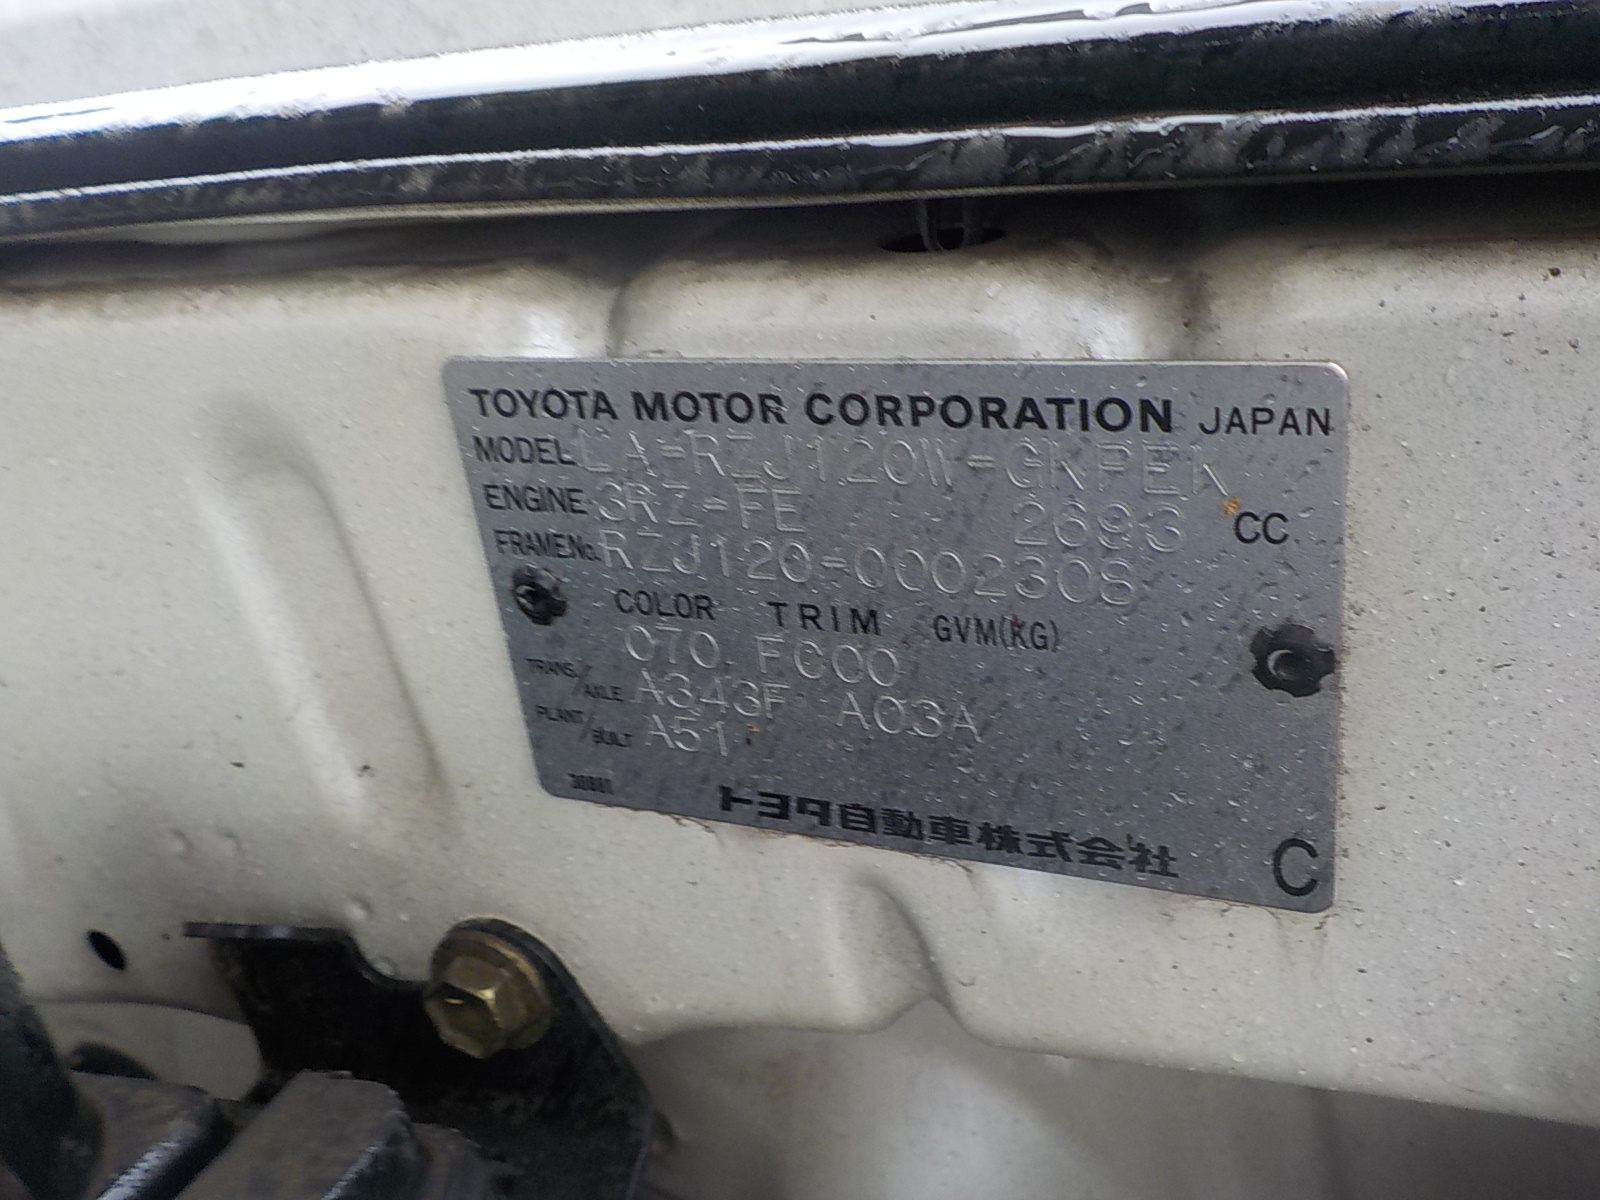 TOYOTA MOTOR CORPORATION JAPAN
MODEL LA-RZJ120W-GKPEK
ENGINE 3RZ-FE 2693 CC
FRAME No. RZJ120-0002308
COLOR TRIM GVM(KG)
070 FC00
TRANS./AXLE A343F A03A
PLANT/BUILT A51
トヨタ自動車株式会社 C